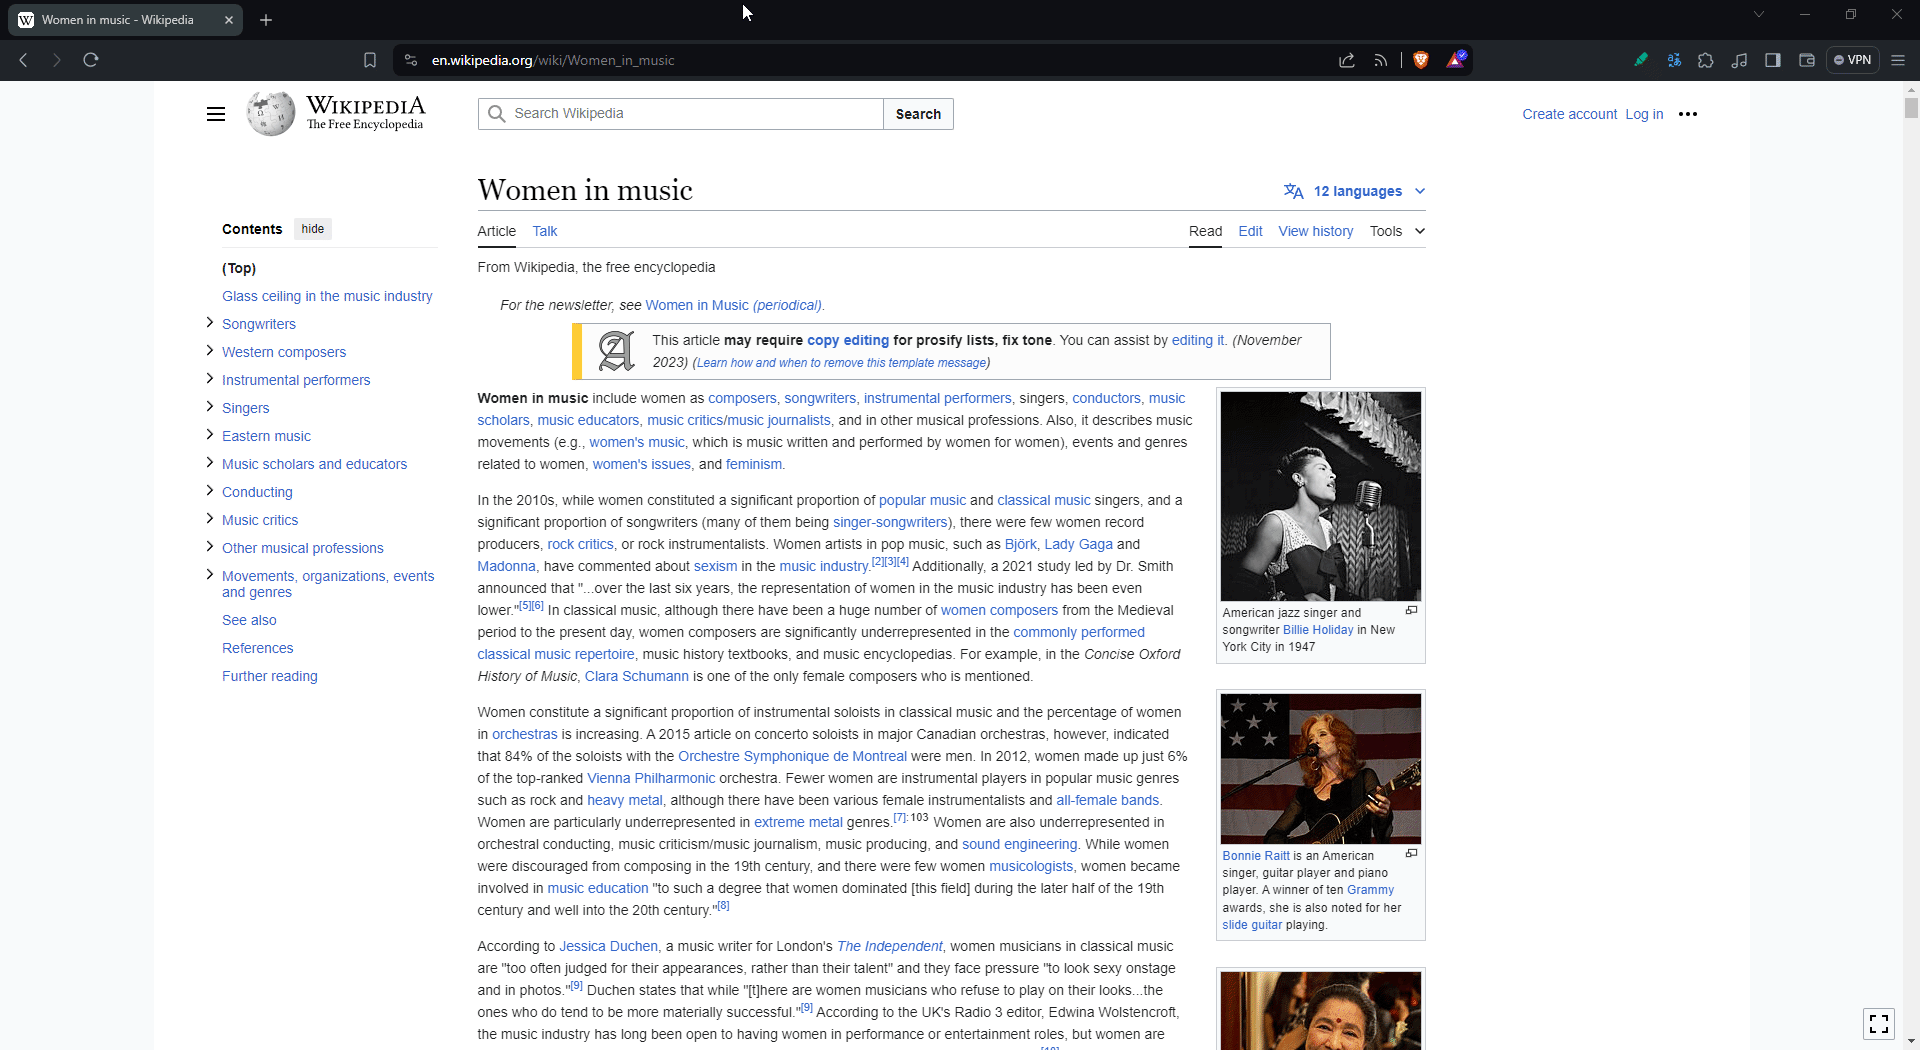 Women in music - Wikipedia
en.wikipedia.org/wiki/Women_in_music
VPN
WIKIPEDIA
The Free Encyclopedia
Search Wikipedia
Search
Create account Log in
Women in music
12 languages
Contents hide
Article Talk
Read Edit View history Tools
(Top)
Glass ceiling in the music industry
Songwriters
Western composers
Instrumental performers
Singers
Eastern music
Music scholars and educators
Conducting
Music critics
Other musical professions
Movements, organizations, events
and genres
See also
References
Further reading
From Wikipedia, the free encyclopedia
For the newsletter, see Women in Music (periodical).
This article may require copy editing for prosify lists, fix tone. You can assist by editing it. (November
2023) (Learn how and when to remove this template message)
Women in music include women as composers, songwriters, instrumental performers, singers, conductors, music
scholars, music educators, music critics/music journalists, and in other musical professions. Also, it describes music
movements (e.g., women's music, which is music written and performed by women for women), events and genres
related to women, women's issues, and feminism.
In the 2010s, while women constituted a significant proportion of popular music and classical music singers, and a
significant proportion of songwriters (many of them being singer-songwriters), there were few women record
producers, rock critics, or rock instrumentalists. Women artists in pop music, such as Björk, Lady Gaga and
Madonna, have commented about sexism in the music industry.[2][3][4] Additionally, a 2021 study led by Dr. Smith
announced that "...over the last six years, the representation of women in the music industry has been even
lower."[5][6] In classical music, although there have been a huge number of women composers from the Medieval
period to the present day, women composers are significantly underrepresented in the commonly performed
classical music repertoire, music history textbooks, and music encyclopedias. For example, in the Concise Oxford
History of Music, Clara Schumann is one of the only female composers who is mentioned.
Women constitute a significant proportion of instrumental soloists in classical music and the percentage of women
in orchestras is increasing. A 2015 article on concerto soloists in major Canadian orchestras, however, indicated
that 84% of the soloists with the Orchestre Symphonique de Montreal were men. In 2012, women made up just 6%
of the top-ranked Vienna Philharmonic orchestra. Fewer women are instrumental players in popular music genres
such as rock and heavy metal, although there have been various female instrumentalists and all-female bands.
Women are particularly underrepresented in extreme metal genres.[7]:103 Women are also underrepresented in
orchestral conducting, music criticism/music journalism, music producing, and sound engineering. While women
were discouraged from composing in the 19th century, and there were few women musicologists, women became
involved in music education "to such a degree that women dominated [this field] during the later half of the 19th
century and well into the 20th century."[8]
According to Jessica Duchen, a music writer for London's The Independent, women musicians in classical music
are "too often judged for their appearances, rather than their talent" and they face pressure "to look sexy onstage
and in photos."[9] Duchen states that while "[t]here are women musicians who refuse to play on their looks...the
ones who do tend to be more materially successful."[9] According to the UK's Radio 3 editor, Edwina Wolstencroft,
the music industry has long been open to having women in performance or entertainment roles, but women are
American jazz singer and
songwriter Billie Holiday in New
York City in 1947
Bonnie Raitt is an American
singer, guitar player and piano
player. A winner of ten Grammy
awards, she is also noted for her
slide guitar playing.